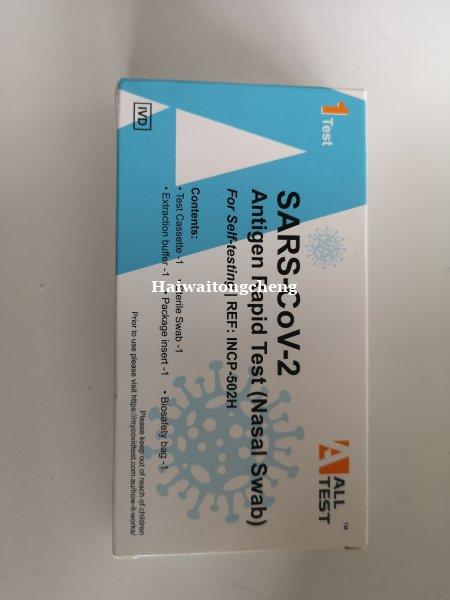 1 Test
IVD
SARS-CoV-2
Antigen Rapid Test (Nasal Swab)
For Self-testing | REF: INCP-502H
Contents:
• Test Cassette -1 • Sterile Swab -1
• Extraction buffer -1 • Package insert -1 • Biosafety bag -1
Please keep out of reach of children
Prior to use please visit https://mycovidtest.com.au/how-it-works/
ALL
TEST
™
Haiwaitongcheng